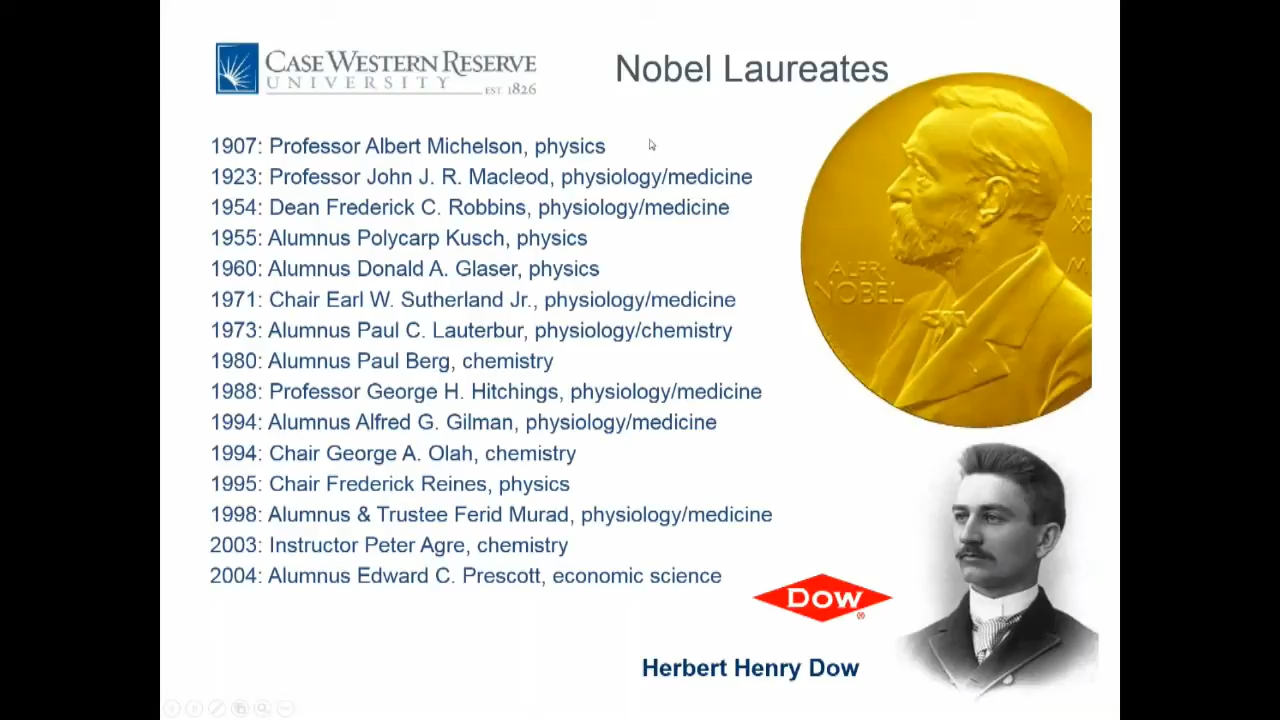 CASE WESTERN RESERVE
UNIVERSITY
EST 1826
Nobel Laureates
1907: Professor Albert Michelson, physics
1923: Professor John J. R. Macleod, physiology/medicine
1954: Dean Frederick C. Robbins, physiology/medicine
1955: Alumnus Polycarp Kusch, physics
1960: Alumnus Donald A. Glaser, physics
1971: Chair Earl W. Sutherland Jr., physiology/medicine
1973: Alumnus Paul C. Lauterbur, physiology/chemistry
1980: Alumnus Paul Berg, chemistry
1988: Professor George H. Hitchings, physiology/medicine
1994: Alumnus Alfred G. Gilman, physiology/medicine
1994: Chair George A. Olah, chemistry
1995: Chair Frederick Reines, physics
1998: Alumnus & Trustee Ferid Murad, physiology/medicine
2003: Instructor Peter Agre, chemistry
2004: Alumnus Edward C. Prescott, economic science
ALFR.
NOBEL
DOW®
Herbert Henry Dow